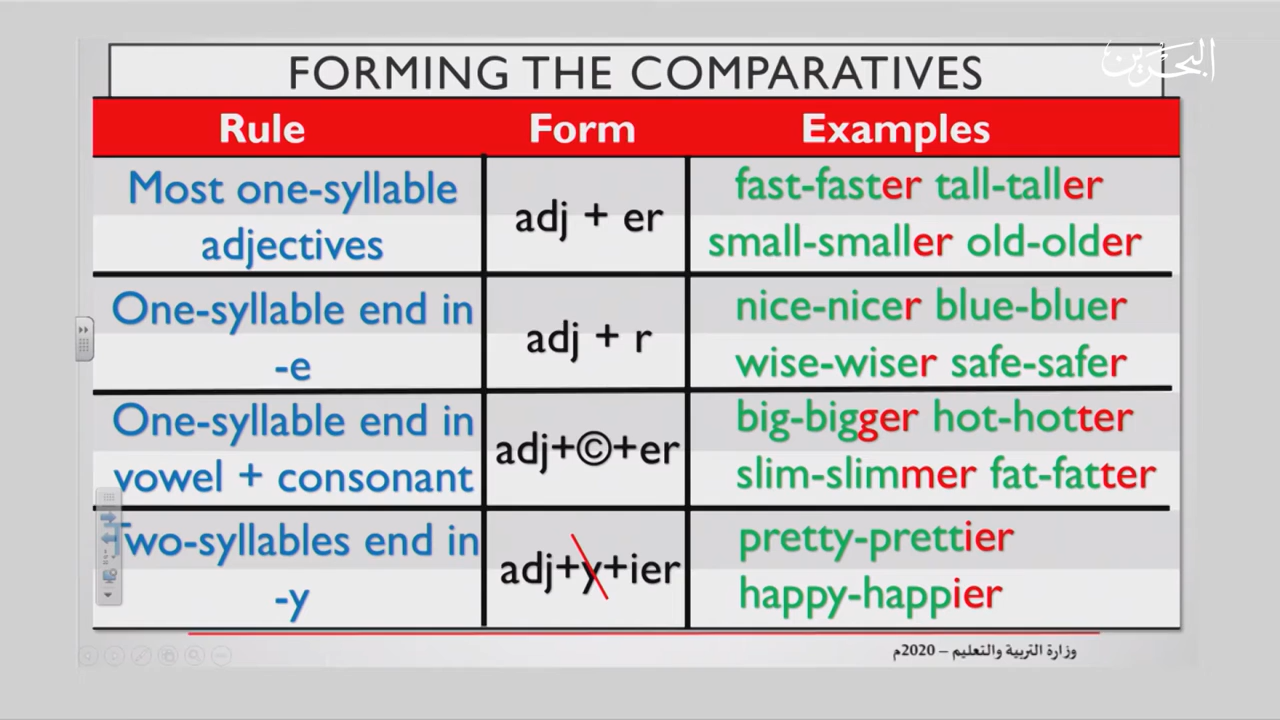 البحرين
FORMING THE COMPARATIVES
Rule Form Examples
Most one-syllable
adjectives
adj + er
fast-faster tall-taller
small-smaller old-older
One-syllable end in
-e
adj + r
nice-nicer blue-bluer
wise-wiser safe-safer
One-syllable end in
vowel + consonant
adj+©+er
big-bigger hot-hotter
slim-slimmer fat-fatter
Two-syllables end in
-y
adj+y+ier
pretty-prettier
happy-happier
وزارة التربية والتعليم – 2020م